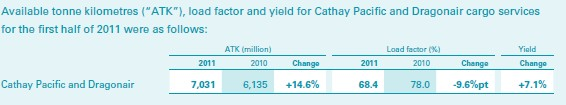 Available tonne kilometres (“ATK”), load factor and yield for Cathay Pacific and Dragonair cargo services
for the first half of 2011 were as follows:
ATK (million) Load factor (%) Yield
2011 2010 Change 2011 2010 Change Change
Cathay Pacific and Dragonair 7,031 6,135 +14.6% 68.4 78.0 -9.6%pt +7.1%